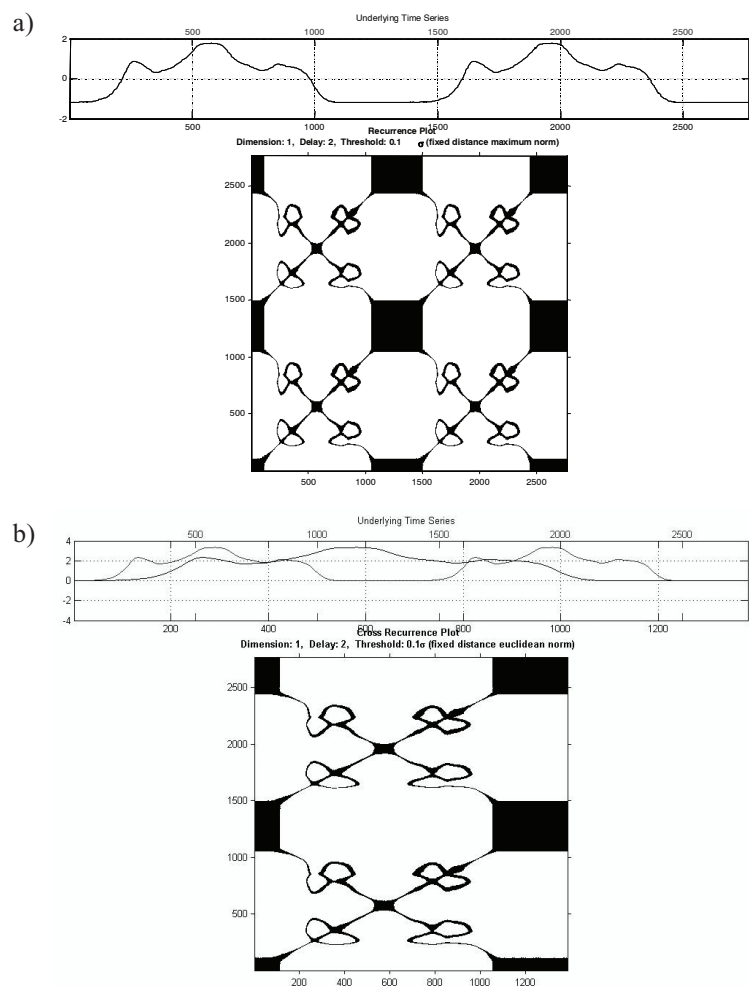 a)
Underlying Time Series
500 1000 1500 2000 2500
2
0
-2
500 1000 1500 2000 2500
Recurrence Plot
Dimension: 1, Delay: 2, Threshold: 0.1 σ (fixed distance maximum norm)
2500
2000
1500
1000
500
500 1000 1500 2000 2500
b)
Underlying Time Series
500 1000 1500 2000 2500
4
2
0
-2
-4
200 400 600 800 1000 1200
Cross Recurrence Plot
Dimension: 1, Delay: 2, Threshold: 0.1σ (fixed distance euclidean norm)
2500
2000
1500
1000
500
200 400 600 800 1000 1200